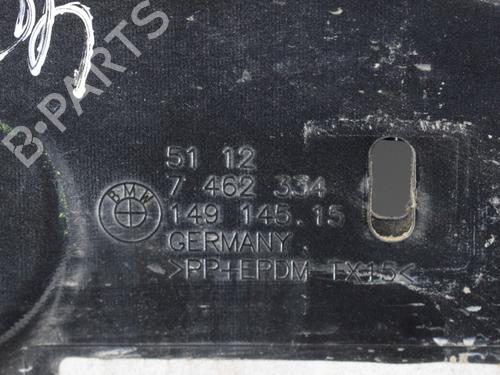 B-PARTS
51 12
7 462 334
BMW
149 145.15
GERMANY
>PP+EPDM-TX15<